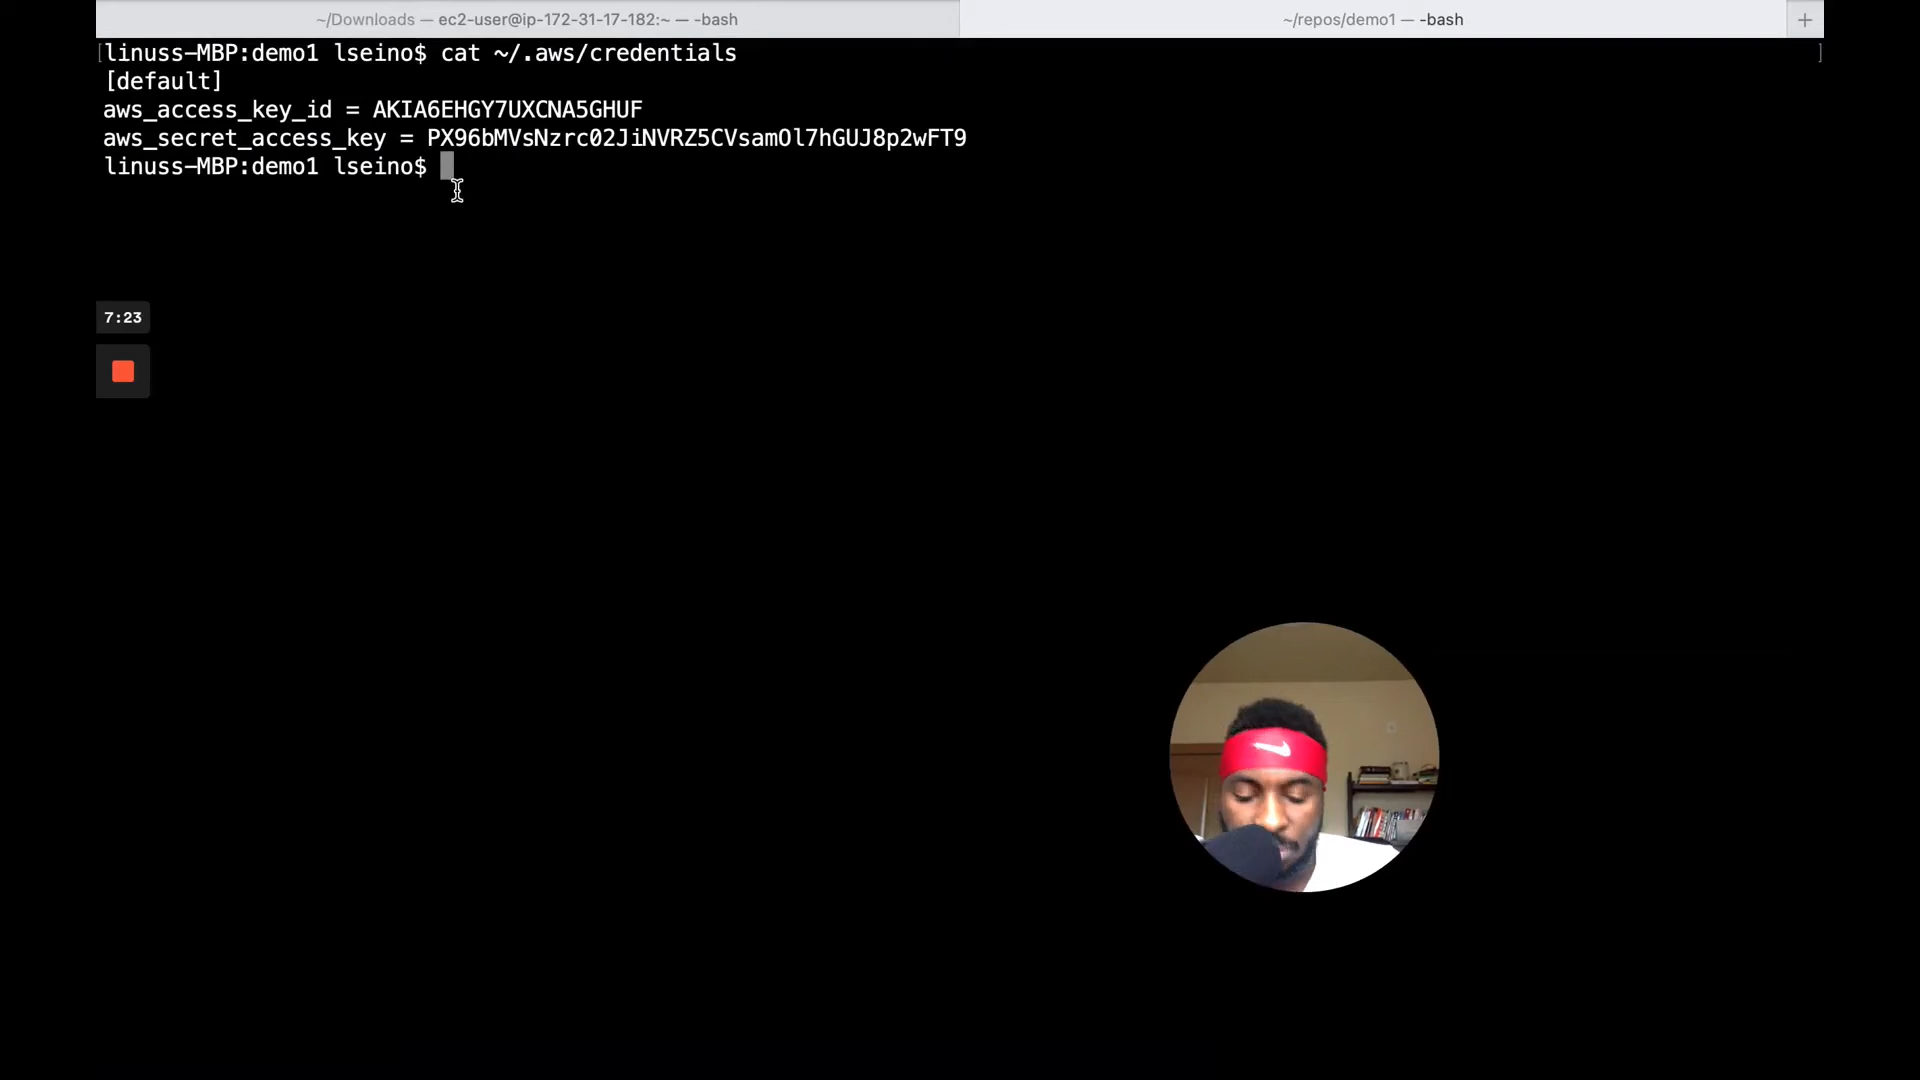 ~/Downloads — ec2-user@ip-172-31-17-182:~ — -bash
~/repos/demo1 — -bash
[linuss-MBP:demo1 lseino$ cat ~/.aws/credentials ]
[default]
aws_access_key_id = AKIA6EHGY7UXCNA5GHUF
aws_secret_access_key = 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
linuss-MBP:demo1 lseino$
7:23